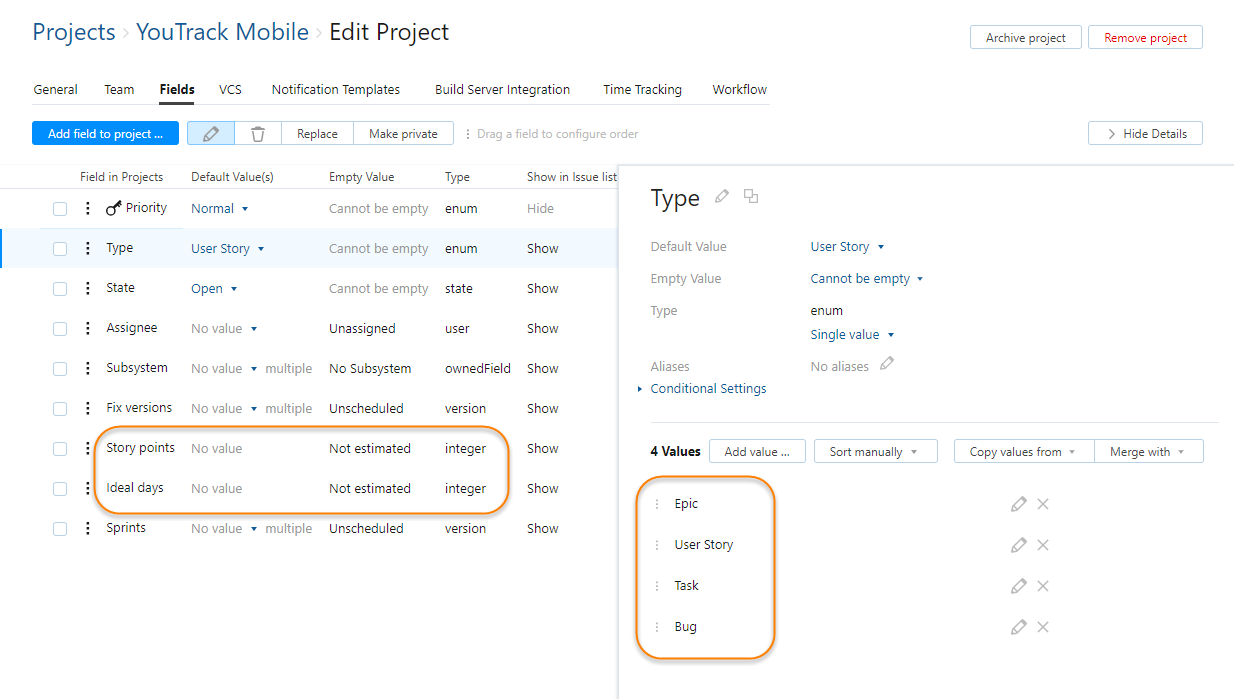 Projects › YouTrack Mobile › Edit Project
Archive project
Remove project
General Team Fields VCS Notification Templates Build Server Integration Time Tracking Workflow
Add field to project ...
Replace
Make private
Drag a field to configure order
Hide Details
Field in Projects Default Value(s) Empty Value Type Show in Issue list
Priority Normal Cannot be empty enum Hide
Type User Story Cannot be empty enum Show
State Open Cannot be empty state Show
Assignee No value Unassigned user Show
Subsystem No value multiple No Subsystem ownedField Show
Fix versions No value multiple Unscheduled version Show
Story points No value Not estimated integer Show
Ideal days No value Not estimated integer Show
Sprints No value multiple Unscheduled version Show
Type
Default Value User Story
Empty Value Cannot be empty
Type enum
Single value
Aliases No aliases
Conditional Settings
4 Values Add value ... Sort manually Copy values from Merge with
Epic
User Story
Task
Bug